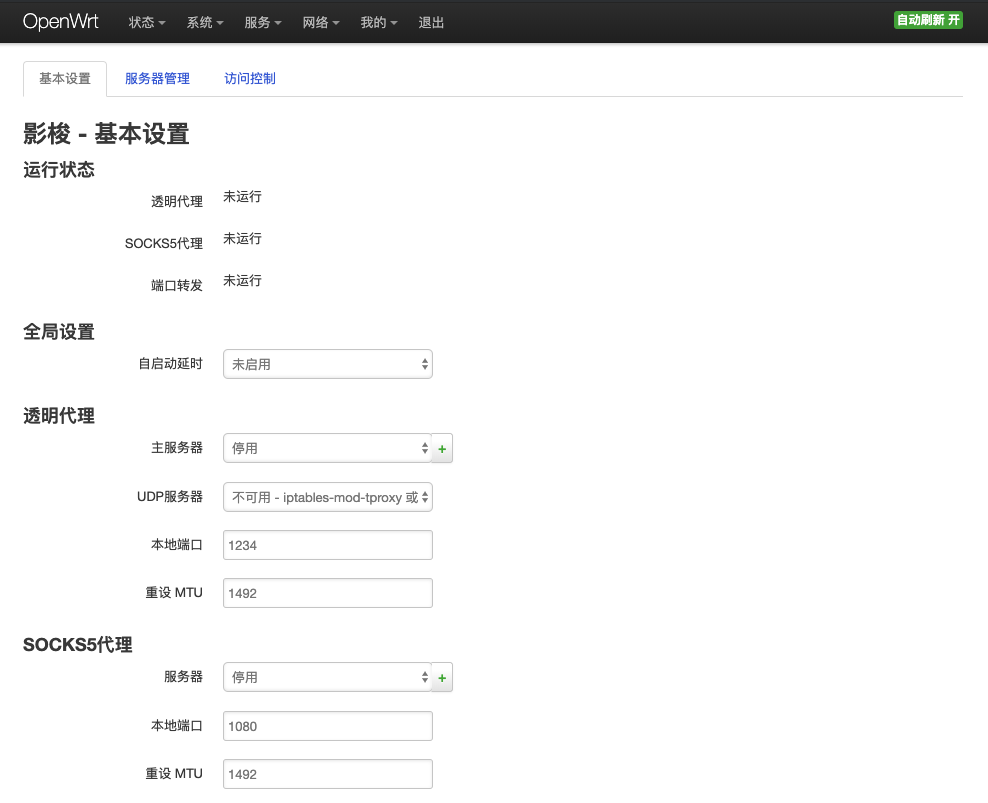 OpenWrt 状态 系统 服务 网络 我的 退出 自动刷新 开
基本设置 服务器管理 访问控制
影梭 - 基本设置
运行状态
透明代理 未运行
SOCKS5代理 未运行
端口转发 未运行
全局设置
自启动延时 未启用
透明代理
主服务器 停用 +
UDP服务器 不可用 - iptables-mod-tproxy 或
本地端口 1234
重设 MTU 1492
SOCKS5代理
服务器 停用 +
本地端口 1080
重设 MTU 1492